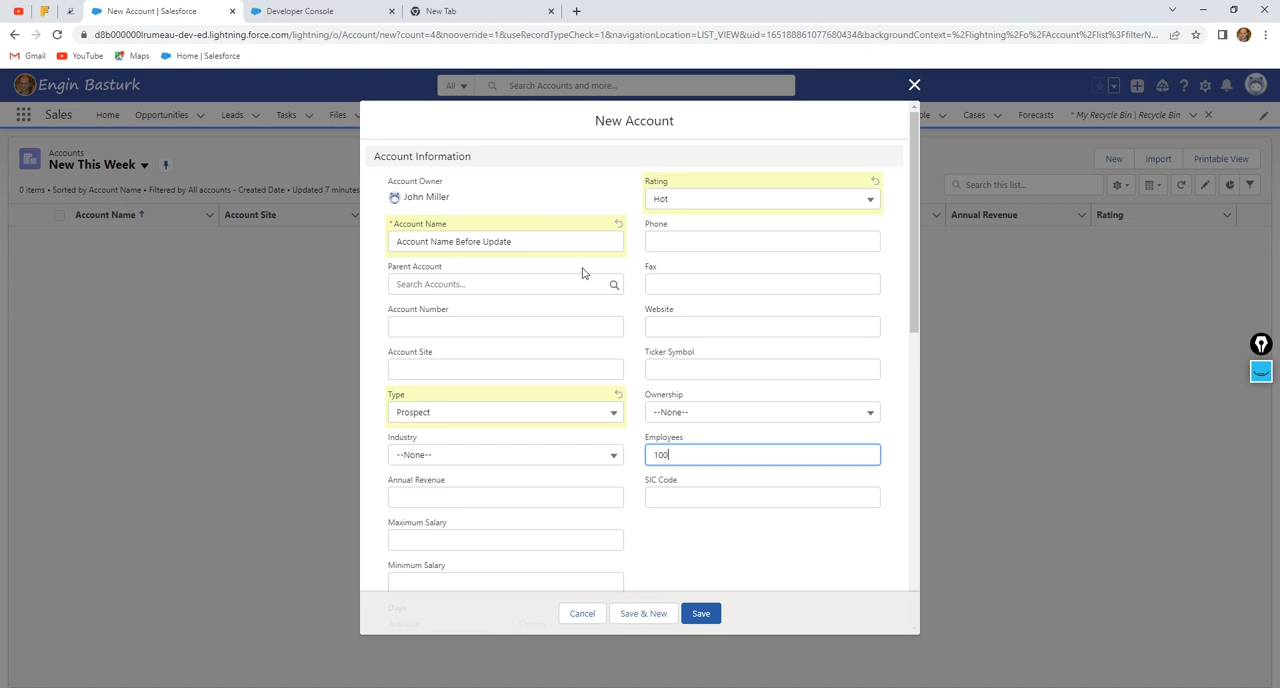 New Account | Salesforce
Developer Console
New Tab
d8b000000lrumeau-dev-ed.lightning.force.com/lightning/o/Account/new?count=4&nooverride=1&useRecordTypeCheck=1&navigationLocation=LIST_VIEW&uid=165188861077680434&backgroundContext=%2Flightning%2Fo%2FAccount%2Flist%3FfilterN...
Gmail
YouTube
Maps
Home | Salesforce
Engin Basturk
All
Search Accounts and more...
Sales
Home
Opportunities
Leads
Tasks
Files
Cases
Forecasts
* My Recycle Bin | Recycle Bin
Accounts
New This Week
New
Import
Printable View
0 items • Sorted by Account Name • Filtered by All accounts - Created Date • Updated 7 minutes
Search this list...
Account Name
Account Site
Annual Revenue
Rating
New Account
Account Information
Account Owner
John Miller
Rating
Hot
* Account Name
Account Name Before Update
Phone
Parent Account
Search Accounts...
Fax
Account Number
Website
Account Site
Ticker Symbol
Type
Prospect
Ownership
--None--
Industry
--None--
Employees
100
Annual Revenue
SIC Code
Maximum Salary
Minimum Salary
Days
Available
Chosen
Cancel
Save & New
Save